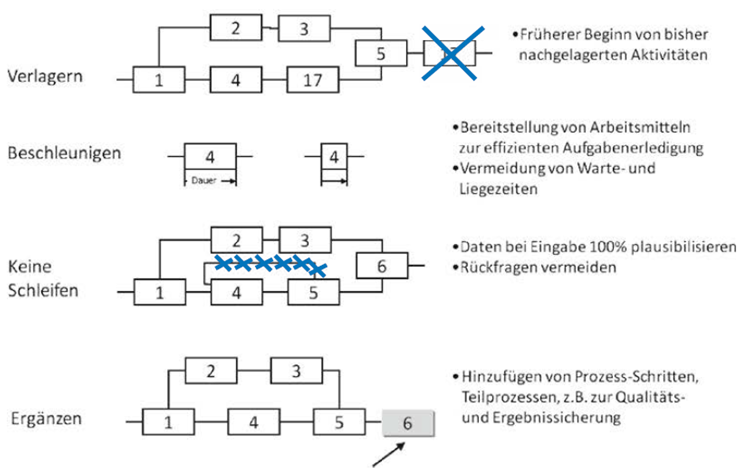 2 3
Verlagern 1 4 17 5
•Früherer Beginn von bisher
nachgelagerten Aktivitäten
Beschleunigen 4 4
Dauer
•Bereitstellung von Arbeitsmitteln
zur effizienten Aufgabenerledigung
•Vermeidung von Warte- und
Liegezeiten
2 3
6
Keine
Schleifen 1 4 5
•Daten bei Eingabe 100% plausibilisieren
•Rückfragen vermeiden
2 3
Ergänzen 1 4 5 6
•Hinzufügen von Prozess-Schritten,
Teilprozessen, z.B. zur Qualitäts-
und Ergebnissicherung